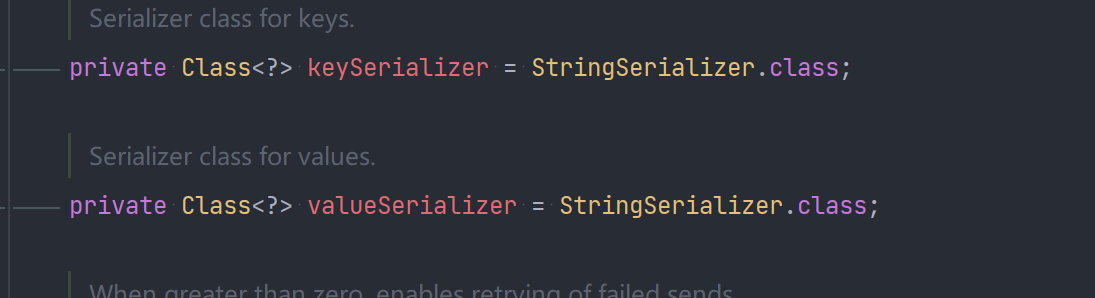 Serializer class for keys.
private Class<?> keySerializer = StringSerializer.class;
Serializer class for values.
private Class<?> valueSerializer = StringSerializer.class;
When greater than zero, enables retrying of failed sends.